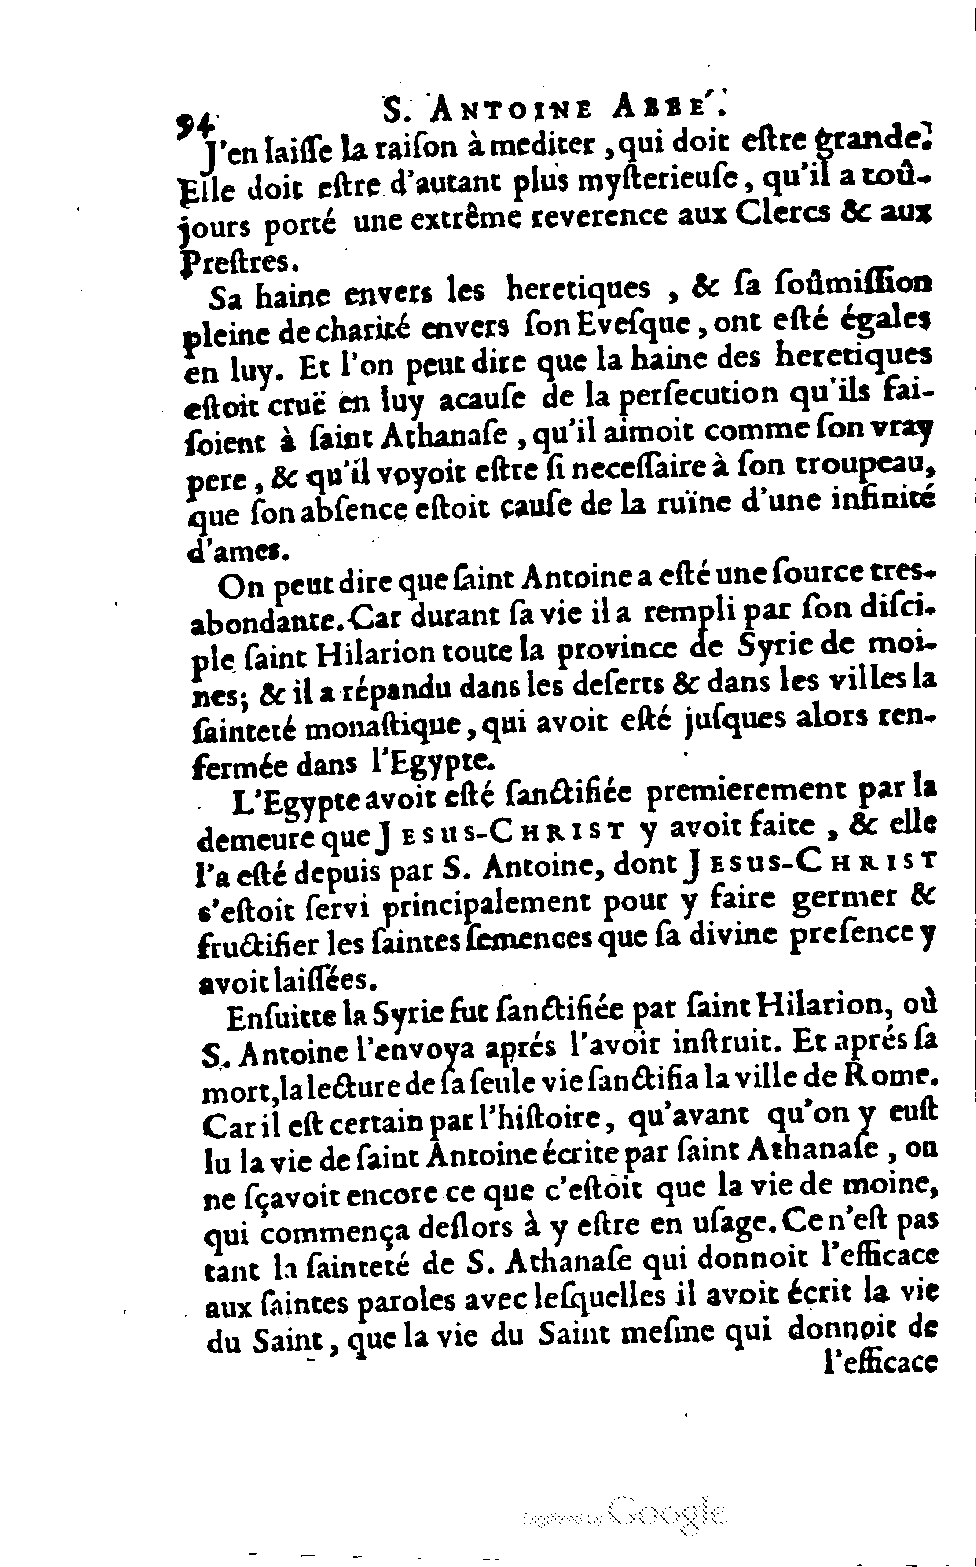 94 S. ANTOINE ABBÉ.
J'en laiſſe la raiſon à mediter, qui doit eſtre grande.
Elle doit eſtre d'autant plus myſterieuſe, qu'il a toû-
jours porté une extrême reverence aux Clercs & aux
Preſtres.
Sa haine envers les heretiques, & ſa ſoûmiſſion
pleine de charité envers ſon Eveſque, ont eſté égales
en luy. Et l'on peut dire que la haine des heretiques
eſtoit cruë en luy acauſe de la perſecution qu'ils fai-
ſoient à ſaint Athanaſe, qu'il aimoit comme ſon vray
pere, & qu'il voyoit eſtre ſi neceſſaire à ſon troupeau,
que ſon abſence eſtoit cauſe de la ruïne d'une infinité
d'ames.
On peut dire que ſaint Antoine a eſté une ſource tres-
abondante. Car durant ſa vie il a rempli par ſon diſci-
ple ſaint Hilarion toute la province de Syrie de moi-
nes; & il a répandu dans les deſerts & dans les villes la
ſainteté monaſtique, qui avoit eſté juſques alors ren-
fermée dans l'Egypte.
L'Egypte avoit eſté ſanctifiée premierement par la
demeure que JESUS-CHRIST y avoit faite, & elle
l'a eſté depuis par S. Antoine, dont JESUS-CHRIST
s'eſtoit ſervi principalement pour y faire germer &
fructifier les ſaintes ſemences que ſa divine preſence y
avoit laiſſées.
Enſuitte la Syrie fut ſanctifiée par ſaint Hilarion, où
S. Antoine l'envoya aprés l'avoir inſtruit. Et aprés ſa
mort, la lecture de ſa ſeule vie ſanctifia la ville de Rome.
Car il eſt certain par l'hiſtoire, qu'avant qu'on y euſt
lu la vie de ſaint Antoine écrite par ſaint Athanaſe, on
ne ſçavoit encore ce que c'eſtoit que la vie de moine,
qui commença deſlors à y eſtre en uſage. Ce n'eſt pas
tant la ſainteté de S. Athanaſe qui donnoit l'efficace
aux ſaintes paroles avec leſquelles il avoit écrit la vie
du Saint, que la vie du Saint meſme qui donnoit de
l'efficace
Digitized by Google